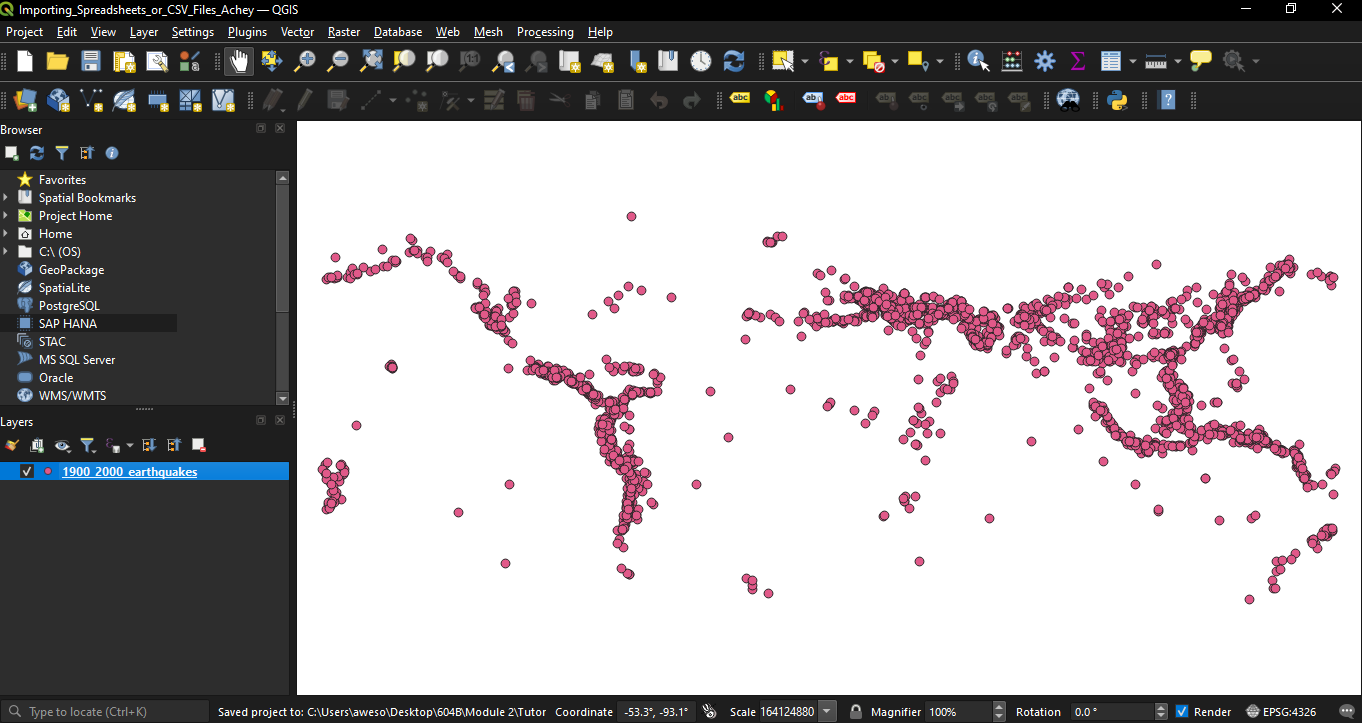 Importing_Spreadsheets_or_CSV_Files_Achey — QGIS
Project Edit View Layer Settings Plugins Vector Raster Database Web Mesh Processing Help
abc ab abc
Browser
Favorites
Spatial Bookmarks
Project Home
Home
C:\ (OS)
GeoPackage
SpatiaLite
PostgreSQL
SAP HANA
STAC
MS SQL Server
Oracle
WMS/WMTS
Layers
1900_2000_earthquakes
Type to locate (Ctrl+K) Saved project to: C:\Users\aweso\Desktop\604B\Module 2\Tutor Coordinate -53.3°, -93.1° Scale 164124880 Magnifier 100% Rotation 0.0 ° Render EPSG:4326